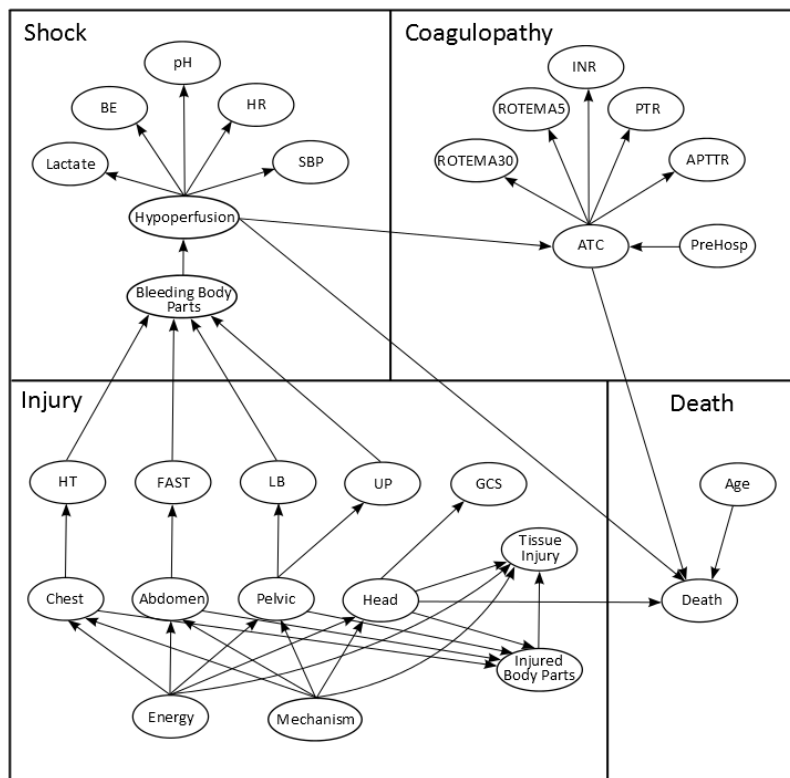 Shock
Coagulopathy
pH
INR
BE
HR
ROTEMA5
PTR
Lactate
SBP
ROTEMA30
APTTR
Hypoperfusion
ATC
PreHosp
Bleeding Body
Parts
Injury
Death
HT
FAST
LB
UP
GCS
Age
Tissue
Injury
Chest
Abdomen
Pelvic
Head
Death
Injured
Body Parts
Energy
Mechanism